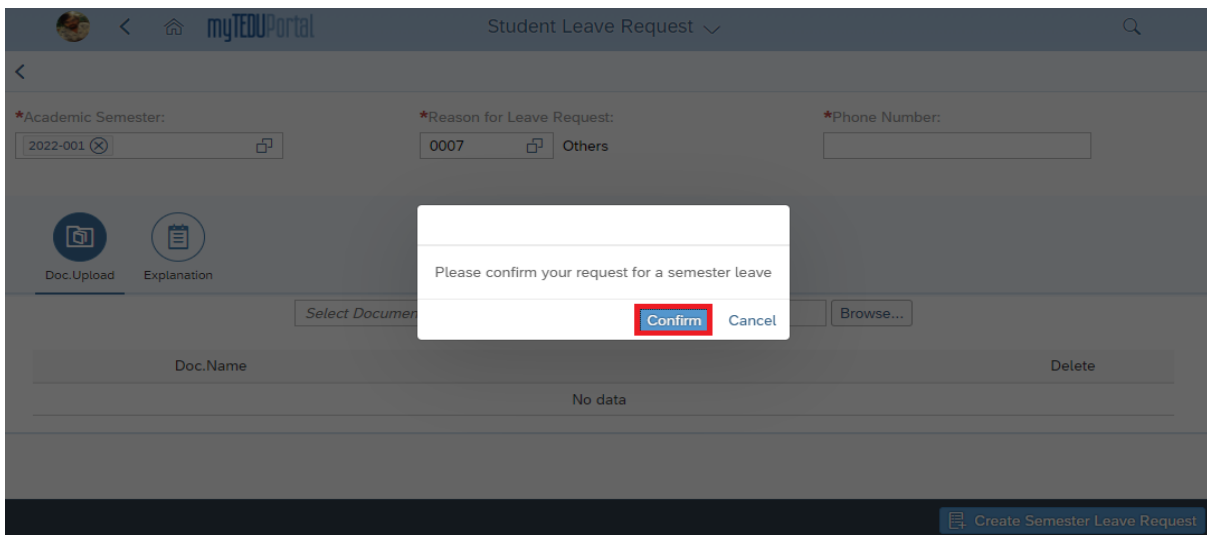 myTEDUPortal
Student Leave Request
*Academic Semester:
*Reason for Leave Request:
*Phone Number:
2022-001
0007
Others
Doc.Upload
Explanation
Please confirm your request for a semester leave
Confirm
Cancel
Select Documen
Browse...
Doc.Name
Delete
No data
Create Semester Leave Request